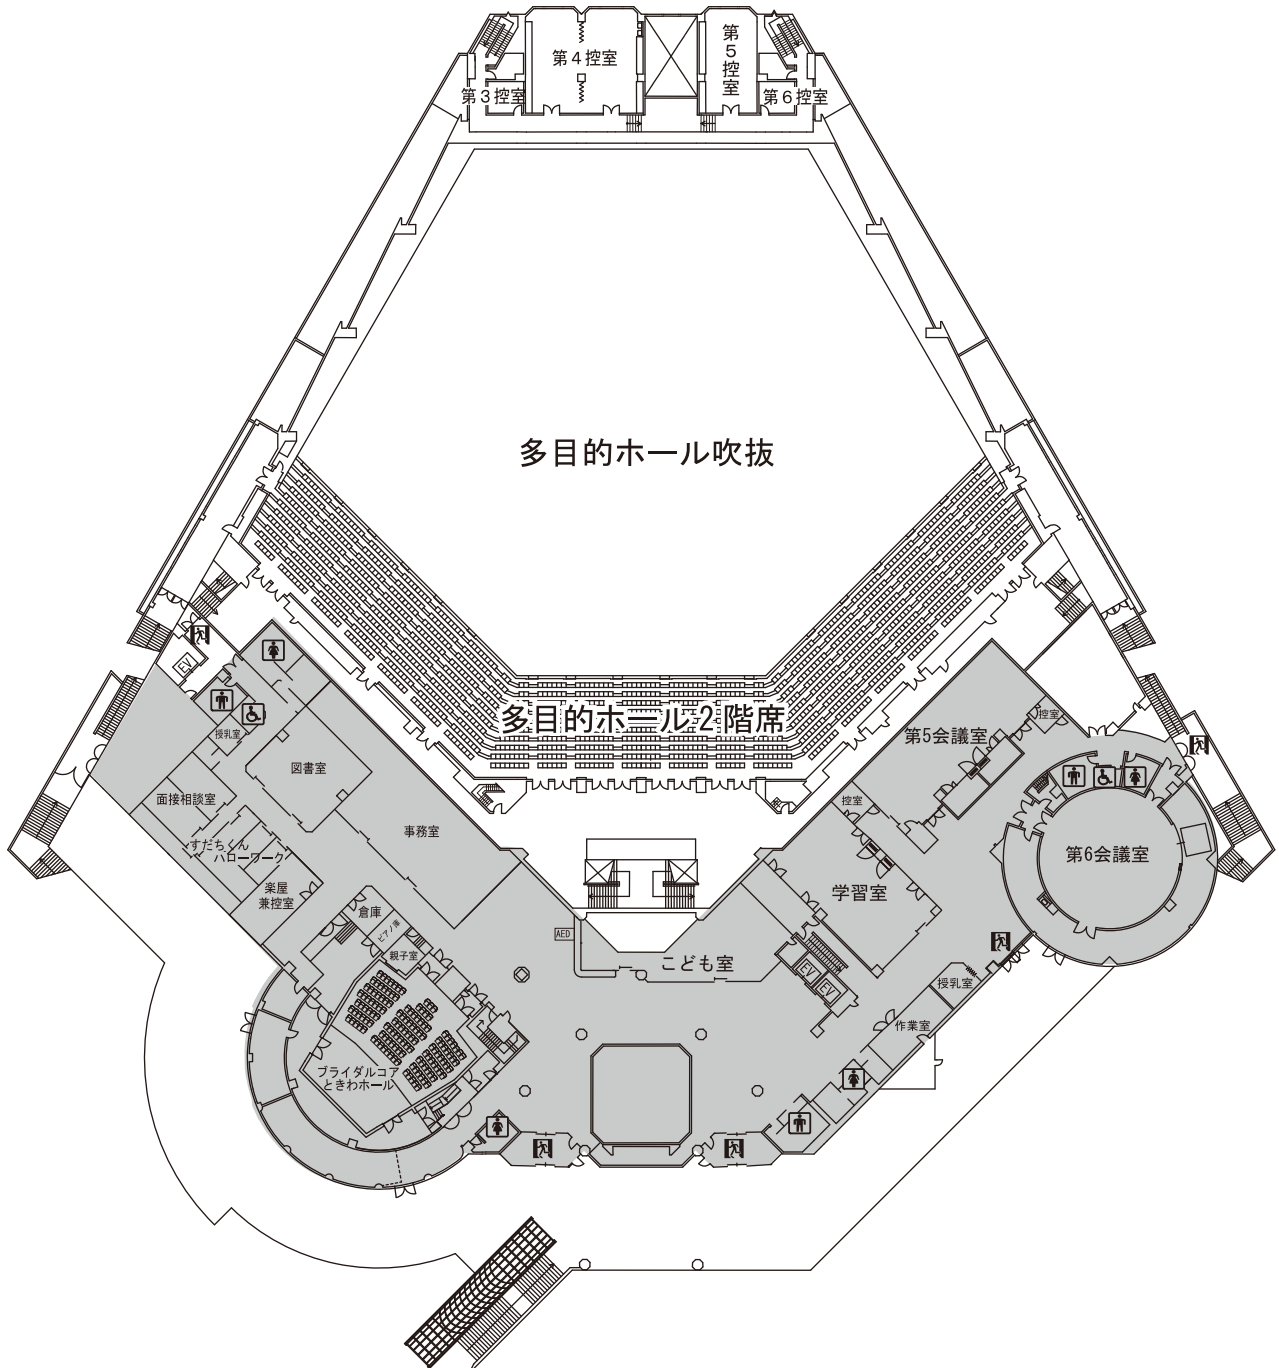 第４控室
第５控室
第３控室
第６控室
多目的ホール吹抜
多目的ホール２階席
EV
授乳室
図書室
面接相談室
事務室
すだちくん
ハローワーク
楽屋
兼控室
倉庫
ピアノ庫
親子室
ブライダルコア
ときわホール
AED
こども室
控室
第5会議室
控室
学習室
第6会議室
EV
EV
授乳室
作業室